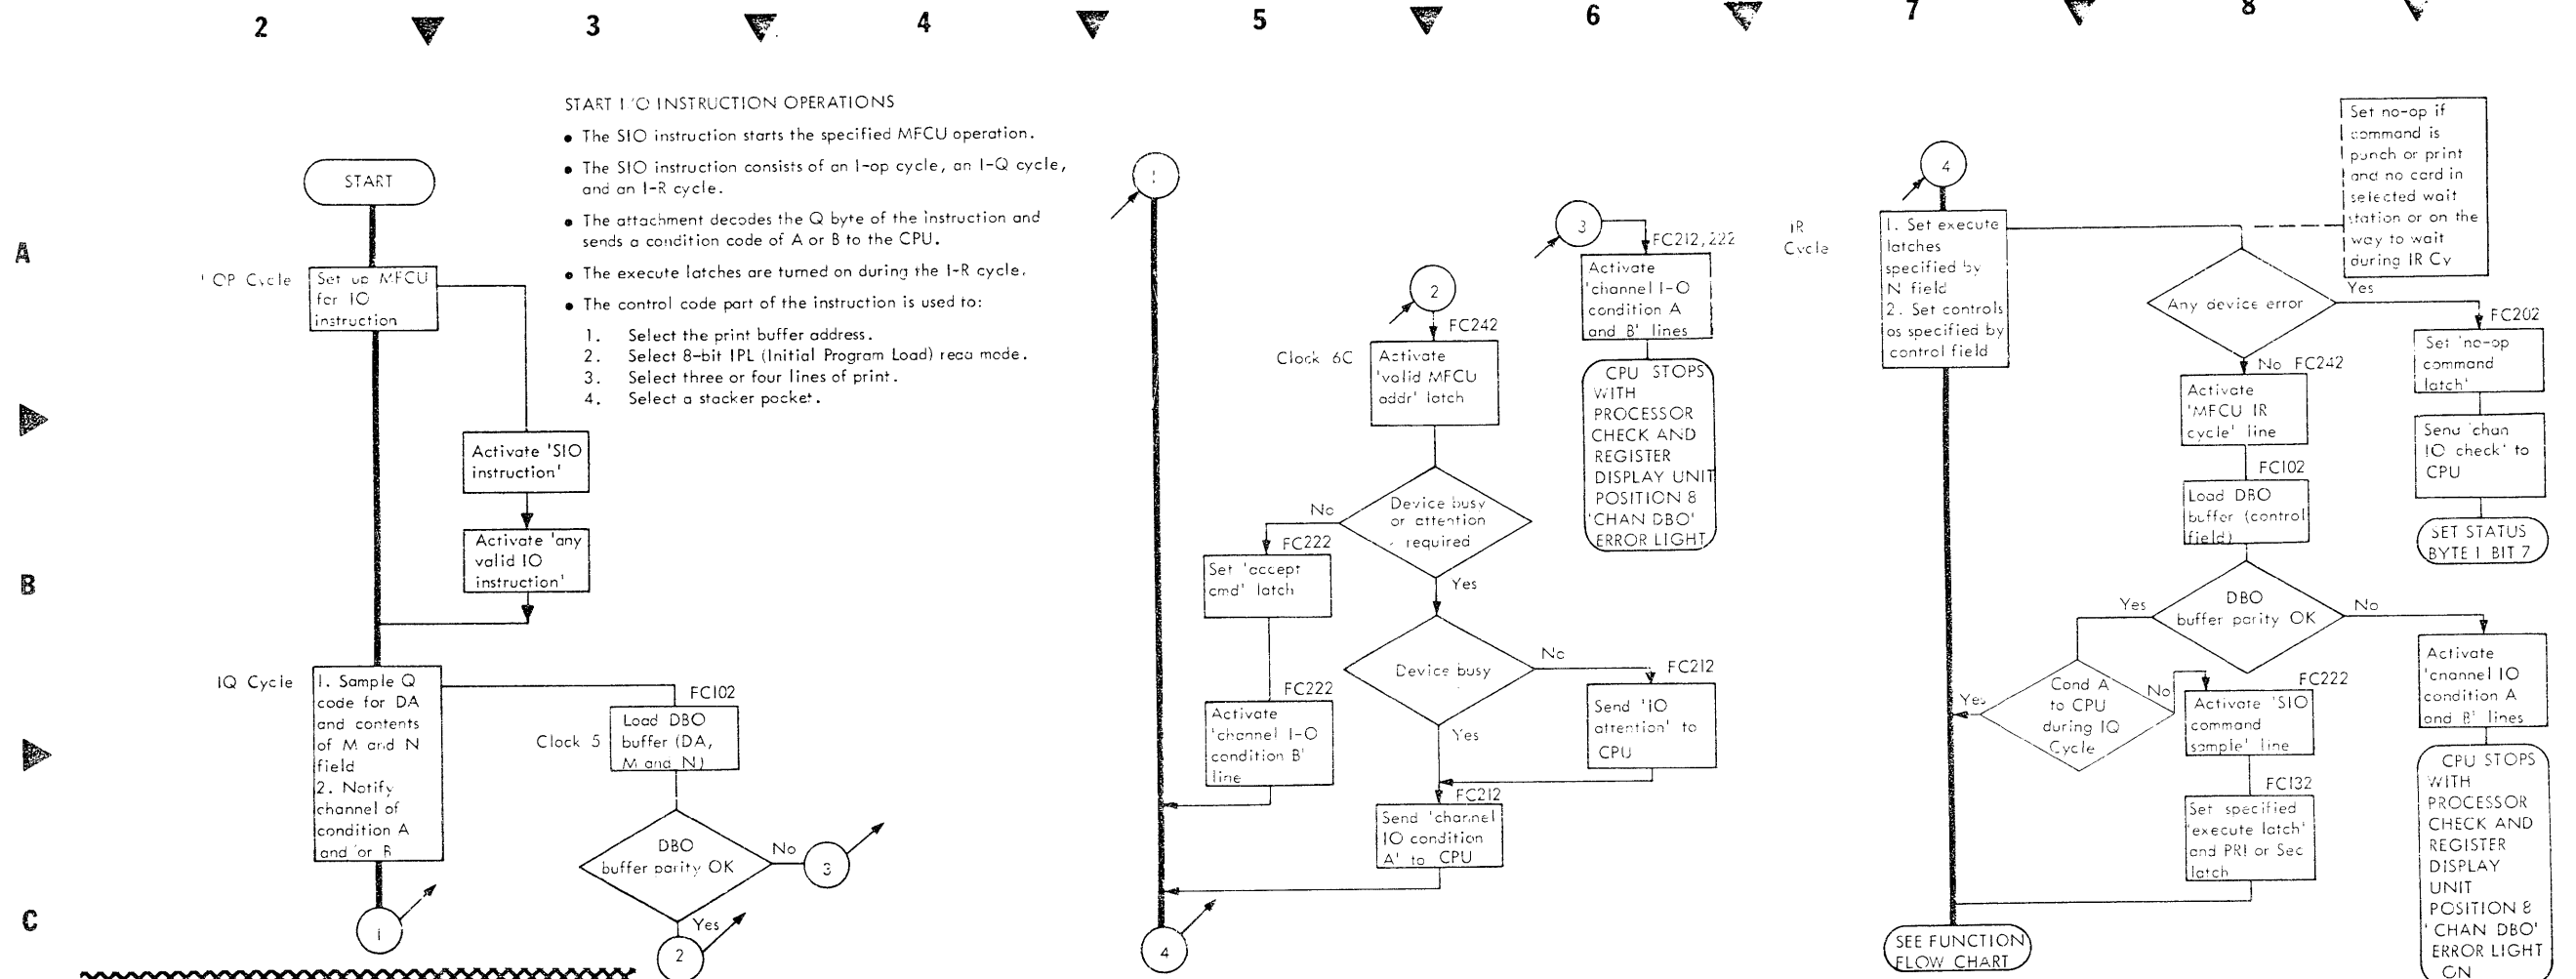 2 3 4 5 6 7 8
A
B
C
START I/O INSTRUCTION OPERATIONS
• The SIO instruction starts the specified MFCU operation.
• The SIO instruction consists of an I-op cycle, an I-Q cycle,
and an I-R cycle.
• The attachment decodes the Q byte of the instruction and
sends a condition code of A or B to the CPU.
• The execute latches are turned on during the I-R cycle.
• The control code part of the instruction is used to:
1. Select the print buffer address.
2. Select 8-bit IPL (Initial Program Load) read mode.
3. Select three or four lines of print.
4. Select a stacker pocket.
START
OP Cycle
Set up MFCU
for IO
instruction
Activate 'SIO
instruction'
Activate 'any
valid IO
instruction'
IQ Cycle
1. Sample Q
code for DA
and contents
of M and N
field
2. Notify
channel of
condition A
and/or B
1
FC102
Clock 5
Load DBO
buffer (DA,
M and N)
DBO
buffer parity OK
No
3
Yes
2
1
2
FC242
Clock 6C
Activate
'valid MFCU
addr' latch
Device busy
or attention
required
No
FC222
Set 'accept
cmd' latch
FC222
Activate
'channel I-O
condition B'
line
Yes
Device busy
No
FC212
Send 'IO
attention' to
CPU
Yes
FC212
Send 'channel
IO condition
A' to CPU
4
3
FC212,222
Activate
'channel I-O
condition A
and B' lines
CPU STOPS
WITH
PROCESSOR
CHECK AND
REGISTER
DISPLAY UNIT
POSITION 8
'CHAN DBO'
ERROR LIGHT
4
IR
Cycle
1. Set execute
latches
specified by
N field
2. Set controls
as specified by
control field
Set no-op if
command is
punch or print
and no card in
selected wait
station or on the
way to wait
during IR Cy
Any device error
Yes
FC202
Set 'no-op
command
latch'
Send 'chan
IO check' to
CPU
SET STATUS
BYTE 1 BIT 7
No FC242
Activate
'MFCU IR
cycle' line
FC102
Load DBO
buffer (control
field)
DBO
buffer parity OK
Yes
No
Activate
'channel IO
condition A
and B' lines
CPU STOPS
WITH
PROCESSOR
CHECK AND
REGISTER
DISPLAY
UNIT
POSITION 8
'CHAN DBO'
ERROR LIGHT
ON
Cond A
to CPU
during IQ
Cycle
Yes
No
FC222
Activate 'SIO
command
sample' line
FC132
Set specified
'execute latch'
and PRI or Sec
latch
SEE FUNCTION
FLOW CHART